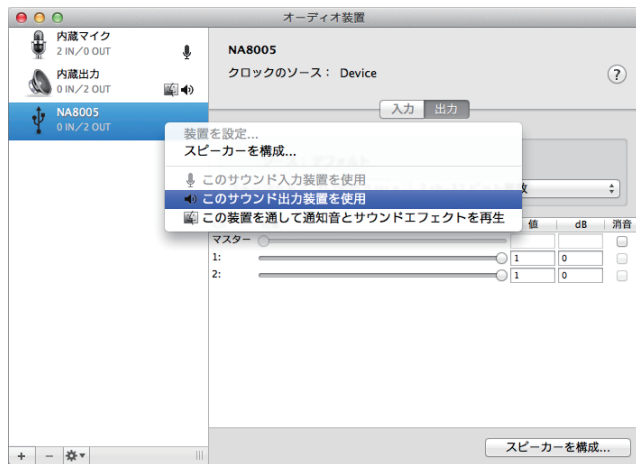 オーディオ装置
内蔵マイク
2 IN/0 OUT
内蔵出力
0 IN/2 OUT
NA8005
0 IN/2 OUT
NA8005
クロックのソース： Device
?
入力 出力
装置を設定...
スピーカーを構成...
このサウンド入力装置を使用
このサウンド出力装置を使用
この装置を通して通知音とサウンドエフェクトを再生
値 dB 消音
マスター
1: 1 0
2: 1 0
+ −
スピーカーを構成...